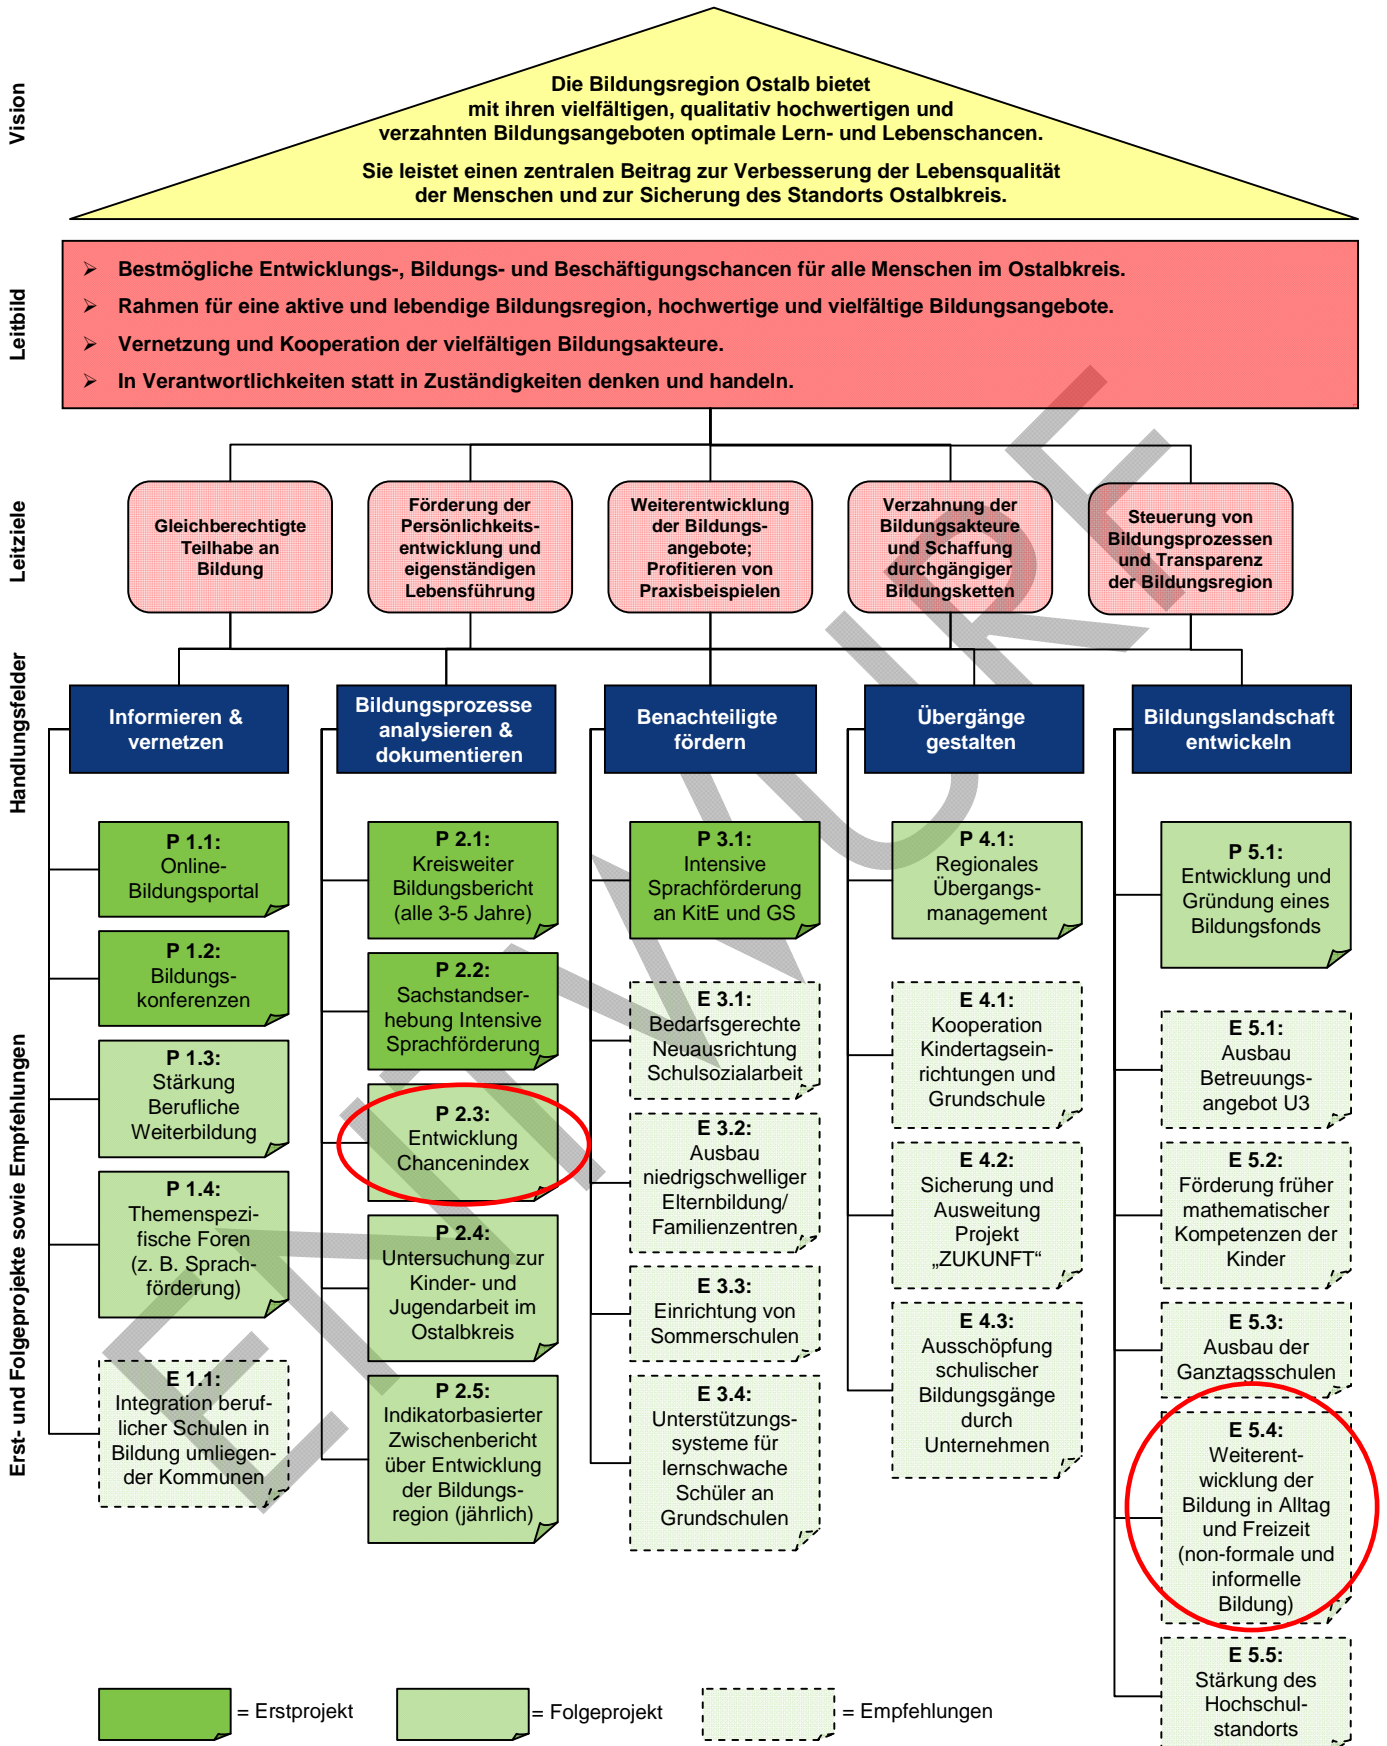 Vision
Die Bildungsregion Ostalb bietet
mit ihren vielfältigen, qualitativ hochwertigen und
verzahnten Bildungsangeboten optimale Lern- und Lebenschancen.
Sie leistet einen zentralen Beitrag zur Verbesserung der Lebensqualität
der Menschen und zur Sicherung des Standorts Ostalbkreis.
Leitbild
➢ Bestmögliche Entwicklungs-, Bildungs- und Beschäftigungschancen für alle Menschen im Ostalbkreis.
➢ Rahmen für eine aktive und lebendige Bildungsregion, hochwertige und vielfältige Bildungsangebote.
➢ Vernetzung und Kooperation der vielfältigen Bildungsakteure.
➢ In Verantwortlichkeiten statt in Zuständigkeiten denken und handeln.
Leitziele
Gleichberechtigte
Teilhabe an
Bildung
Förderung der
Persönlichkeits-
entwicklung und
eigenständigen
Lebensführung
Weiterentwicklung
der Bildungs-
angebote;
Profitieren von
Praxisbeispielen
Verzahnung der
Bildungsakteure
und Schaffung
durchgängiger
Bildungsketten
Steuerung von
Bildungsprozessen
und Transparenz
der Bildungsregion
Handlungsfelder
Informieren &
vernetzen
Bildungsprozesse
analysieren &
dokumentieren
Benachteiligte
fördern
Übergänge
gestalten
Bildungslandschaft
entwickeln
Erst- und Folgeprojekte sowie Empfehlungen
P 1.1:
Online-
Bildungsportal
P 1.2:
Bildungs-
konferenzen
P 1.3:
Stärkung
Berufliche
Weiterbildung
P 1.4:
Themenspezi-
fische Foren
(z. B. Sprach-
förderung)
E 1.1:
Integration beruf-
licher Schulen in
Bildung umliegen-
der Kommunen
P 2.1:
Kreisweiter
Bildungsbericht
(alle 3-5 Jahre)
P 2.2:
Sachstandser-
hebung Intensive
Sprachförderung
P 2.3:
Entwicklung
Chancenindex
P 2.4:
Untersuchung zur
Kinder- und
Jugendarbeit im
Ostalbkreis
P 2.5:
Indikatorbasierter
Zwischenbericht
über Entwicklung
der Bildungs-
region (jährlich)
P 3.1:
Intensive
Sprachförderung
an KitE und GS
E 3.1:
Bedarfsgerechte
Neuausrichtung
Schulsozialarbeit
E 3.2:
Ausbau
niedrigschwelliger
Elternbildung/
Familienzentren
E 3.3:
Einrichtung von
Sommerschulen
E 3.4:
Unterstützungs-
systeme für
lernschwache
Schüler an
Grundschulen
P 4.1:
Regionales
Übergangs-
management
E 4.1:
Kooperation
Kindertagsein-
richtungen und
Grundschule
E 4.2:
Sicherung und
Ausweitung
Projekt
„ZUKUNFT“
E 4.3:
Ausschöpfung
schulischer
Bildungsgänge
durch
Unternehmen
P 5.1:
Entwicklung und
Gründung eines
Bildungsfonds
E 5.1:
Ausbau
Betreuungs-
angebot U3
E 5.2:
Förderung früher
mathematischer
Kompetenzen der
Kinder
E 5.3:
Ausbau der
Ganztagsschulen
E 5.4:
Weiterent-
wicklung der
Bildung in Alltag
und Freizeit
(non-formale und
informelle
Bildung)
E 5.5:
Stärkung des
Hochschul-
standorts
= Erstprojekt
= Folgeprojekt
= Empfehlungen
ENTWURF